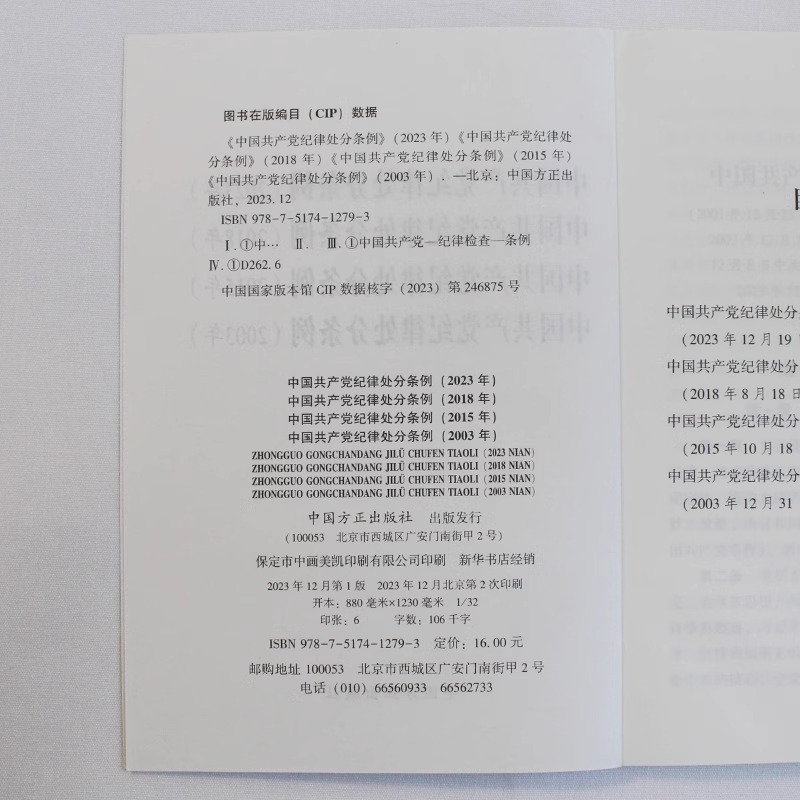 图书在版编目（CIP）数据
《中国共产党纪律处分条例》（2023 年）《中国共产党纪律处
分条例》（2018 年）《中国共产党纪律处分条例》（2015 年）
《中国共产党纪律处分条例》（2003 年）. —北京：中国方正出
版社，2023. 12
ISBN 978-7-5174-1279-3
Ⅰ. ①中… Ⅱ. Ⅲ. ①中国共产党—纪律检查—条例
Ⅳ. ①D262. 6
中国国家版本馆 CIP 数据核字（2023）第 246875 号
中国共产党纪律处分条例（2023 年）
中国共产党纪律处分条例（2018 年）
中国共产党纪律处分条例（2015 年）
中国共产党纪律处分条例（2003 年）
ZHONGGUO GONGCHANDANG JILÜ CHUFEN TIAOLI (2023 NIAN)
ZHONGGUO GONGCHANDANG JILÜ CHUFEN TIAOLI (2018 NIAN)
ZHONGGUO GONGCHANDANG JILÜ CHUFEN TIAOLI (2015 NIAN)
ZHONGGUO GONGCHANDANG JILÜ CHUFEN TIAOLI (2003 NIAN)
中国方正出版社 出版发行
（100053 北京市西城区广安门南街甲 2 号）
保定市中画美凯印刷有限公司印刷 新华书店经销
2023 年 12 月第 1 版 2023 年 12 月北京第 2 次印刷
开本：880 毫米×1230 毫米 1/32
印张：6 字数：106 千字
ISBN 978-7-5174-1279-3 定价：16.00 元
邮购地址 100053 北京市西城区广安门南街甲 2 号
电话（010）66560933 66562733
中国共产党纪律处分
（2023 年 12 月 19
中国共产党纪律处分
（2018 年 8 月 18 日
中国共产党纪律处分
（2015 年 10 月 18
中国共产党纪律处分
（2003 年 12 月 31